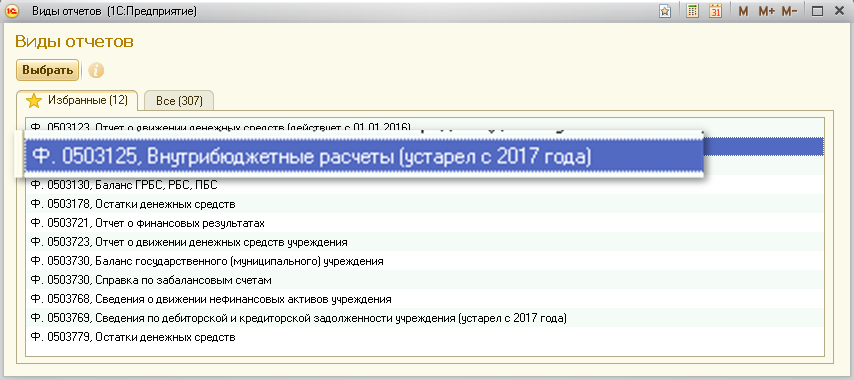 Виды отчетов (1С:Предприятие)
M M+ M-
Виды отчетов
Выбрать
Избранные (12)
Все (307)
Ф. 0503123, Отчет о движении денежных средств (действует с 01.01.2016)
Ф. 0503125, Внутрибюджетные расчеты (устарел с 2017 года)
Ф. 0503130, Баланс ГРБС, РБС, ПБС
Ф. 0503178, Остатки денежных средств
Ф. 0503721, Отчет о финансовых результатах
Ф. 0503723, Отчет о движении денежных средств учреждения
Ф. 0503730, Баланс государственного (муниципального) учреждения
Ф. 0503730, Справка по забалансовым счетам
Ф. 0503768, Сведения о движении нефинансовых активов учреждения
Ф. 0503769, Сведения по дебиторской и кредиторской задолженности учреждения (устарел с 2017 года)
Ф. 0503779, Остатки денежных средств